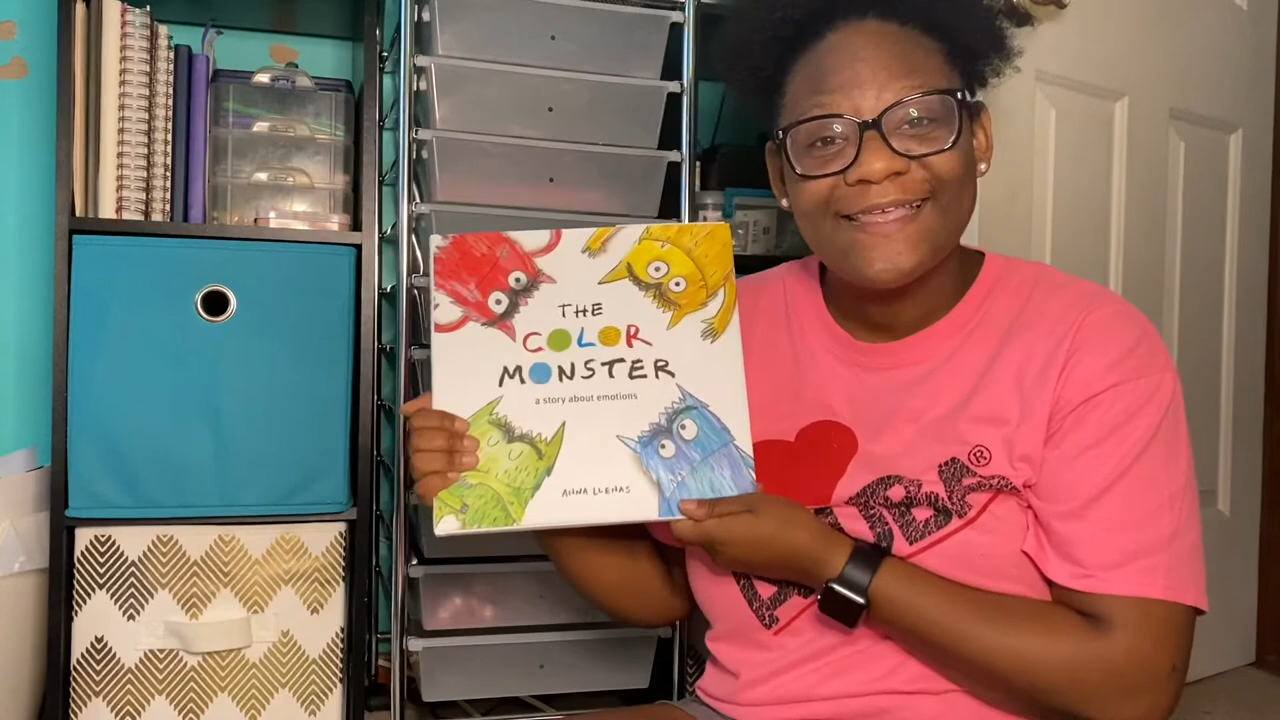 THE
COLOR
MONSTER
a story about emotions
ANNA LLENAS
®